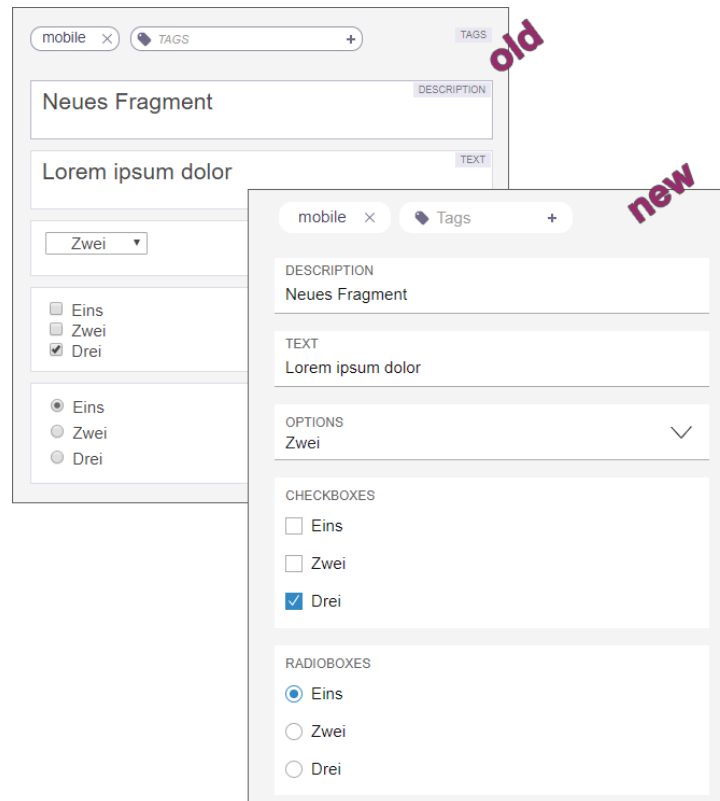 mobile × TAGS + TAGS
old
Neues Fragment DESCRIPTION
Lorem ipsum dolor TEXT
Zwei
Eins
Zwei
Drei
Eins
Zwei
Drei
new
mobile × Tags +
DESCRIPTION
Neues Fragment
TEXT
Lorem ipsum dolor
OPTIONS
Zwei
CHECKBOXES
Eins
Zwei
Drei
RADIOBOXES
Eins
Zwei
Drei